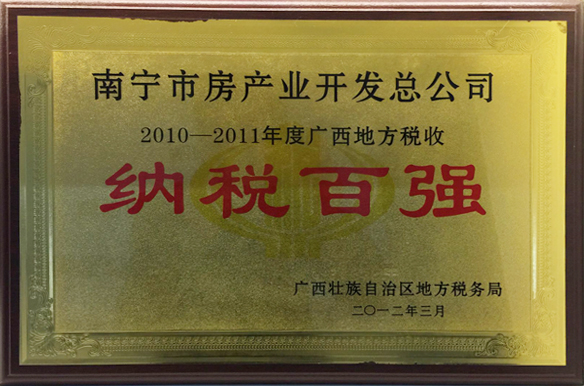 南宁市房产业开发总公司
2010—2011年度广西地方税收
纳税百强
广西壮族自治区地方税务局
二〇一二年三月